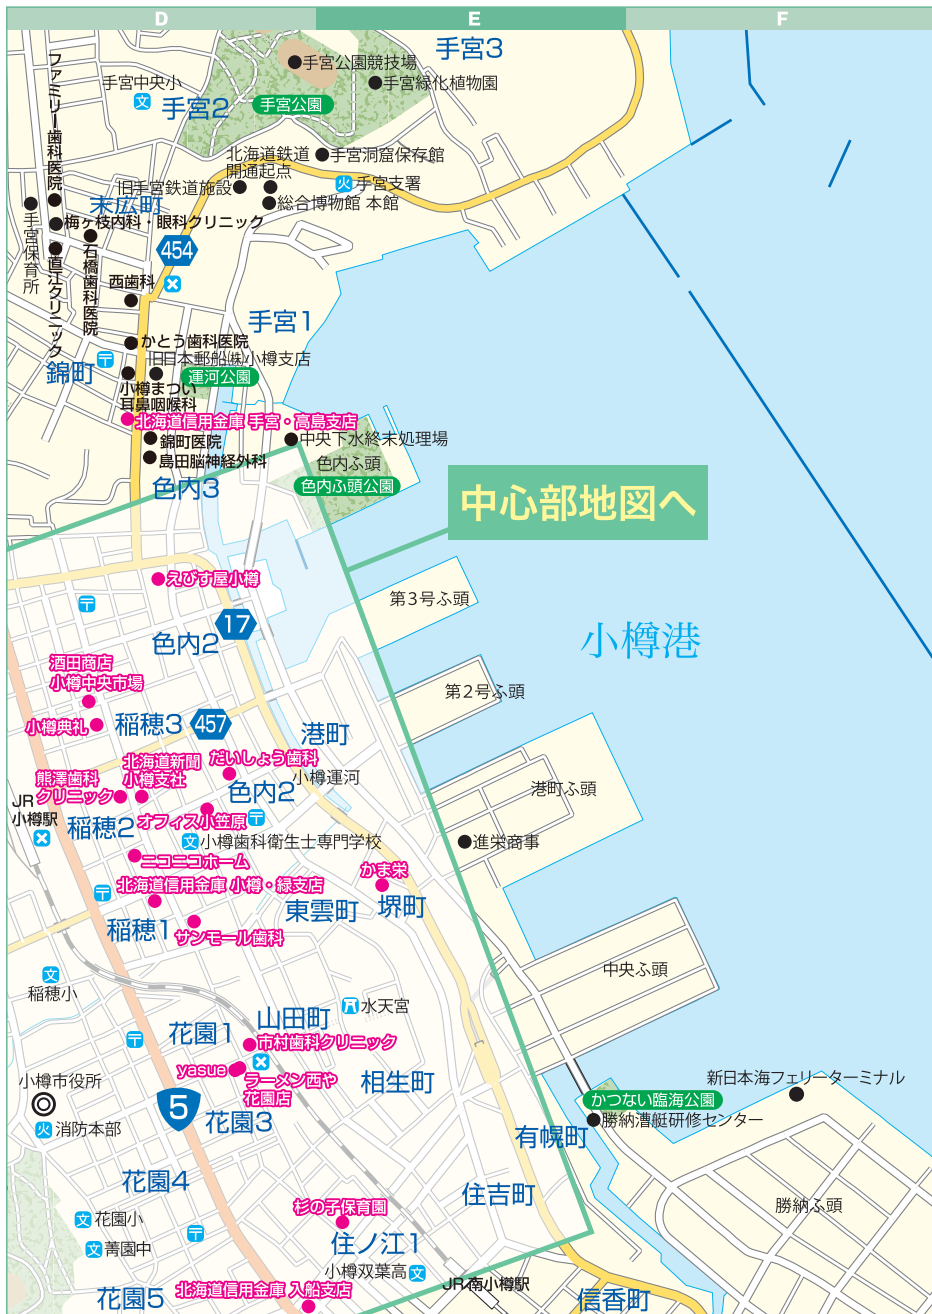 D
E
F
手宮3
手宮公園競技場
手宮緑化植物園
ファミリー歯科医院
手宮中央小
文
手宮2
手宮公園
北海道鉄道
開通起点
手宮洞窟保存館
火
手宮支署
旧手宮鉄道施設
総合博物館 本館
末広町
手宮保育所
梅ヶ枝内科・眼科クリニック
石橋歯科医院
直江クリニック
454
西歯科
手宮1
かとう歯科医院
旧日本郵船㈱小樽支店
錦町
運河公園
小樽まつい
耳鼻咽喉科
北海道信用金庫 手宮・高島支店
錦町医院
島田脳神経外科
中央下水終末処理場
色内ふ頭
色内ふ頭公園
色内3
中心部地図へ
えびす屋小樽
第3号ふ頭
17
色内2
小樽港
酒田商店
小樽中央市場
第2号ふ頭
小樽典礼
稲穂3
457
港町
北海道新聞
小樽支社
だいしょう歯科
小樽運河
熊澤歯科
クリニック
色内2
港町ふ頭
JR
小樽駅
稲穂2
オフィス小笠原
文
小樽歯科衛生士専門学校
進栄商事
ニコニコホーム
かま栄
北海道信用金庫 小樽・緑支店
東雲町
堺町
稲穂1
サンモール歯科
文
稲穂小
中央ふ頭
水天宮
山田町
花園1
市村歯科クリニック
yasue
ラーメン西や
花園店
相生町
小樽市役所
新日本海フェリーターミナル
かつない臨海公園
勝納漕艇研修センター
5
花園3
火
消防本部
有幌町
花園4
住吉町
勝納ふ頭
文
花園小
杉の子保育園
文
菁園中
住ノ江1
小樽双葉高
文
北海道信用金庫 入船支店
JR南小樽駅
花園5
信香町